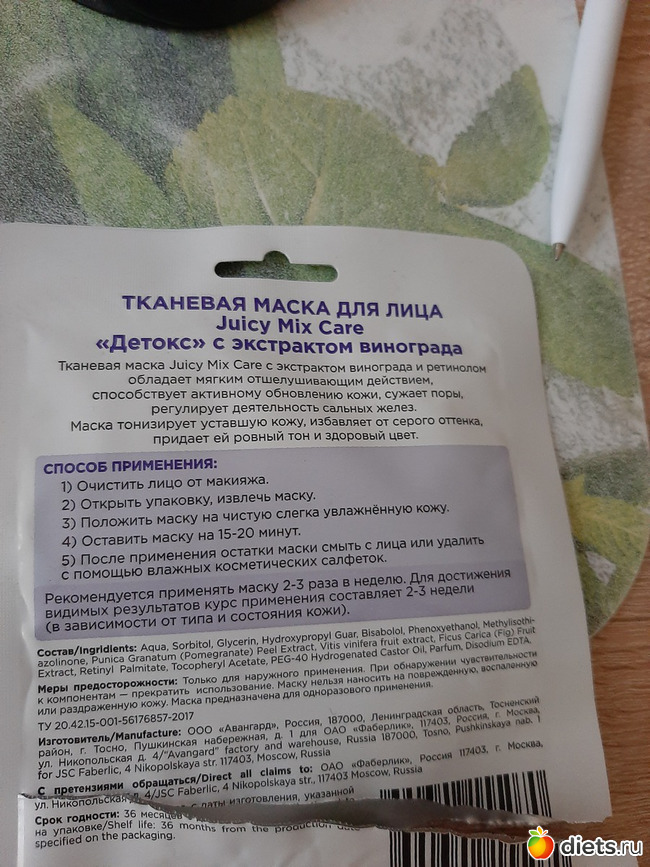 ТКАНЕВАЯ МАСКА ДЛЯ ЛИЦА
Juicy Mix Care
«Детокс» с экстрактом винограда
Тканевая маска Juicy Mix Care с экстрактом винограда и ретинолом
обладает мягким отшелушивающим действием,
способствует активному обновлению кожи, сужает поры,
регулирует деятельность сальных желез.
Маска тонизирует уставшую кожу, избавляет от серого оттенка,
придает ей ровный тон и здоровый цвет.
СПОСОБ ПРИМЕНЕНИЯ:
1) Очистить лицо от макияжа.
2) Открыть упаковку, извлечь маску.
3) Положить маску на чистую слегка увлажнённую кожу.
4) Оставить маску на 15-20 минут.
5) После применения остатки маски смыть с лица или удалить
с помощью влажных косметических салфеток.
Рекомендуется применять маску 2-3 раза в неделю. Для достижения
видимых результатов курс применения составляет 2-3 недели
(в зависимости от типа и состояния кожи).
Состав/Ingridients: Aqua, Sorbitol, Glycerin, Hydroxypropyl Guar, Bisabolol, Phenoxyethanol, Methylisothi-
azolinone, Punica Granatum (Pomegranate) Peel Extract, Vitis vinifera fruit extract, Ficus Carica (Fig) Fruit
Extract, Retinyl Palmitate, Tocopheryl Acetate, PEG-40 Hydrogenated Castor Oil, Parfum, Disodium EDTA.
Меры предосторожности: Только для наружного применения. При обнаружении чувствительности
к компонентам — прекратить использование. Маску нельзя наносить на поврежденную, воспаленную
или раздраженную кожу. Маска предназначена для одноразового применения.
ТУ 20.42.15-001-56176857-2017
Изготовитель/Manufacture: ООО «Авангард», Россия, 187000, Ленинградская область, Тосненский
район, г. Тосно, Пушкинская набережная, д. 1 для ОАО «Фаберлик», 117403, Россия, г. Москва,
ул. Никопольская д. 4/"Avangard" factory and warehouse, Russia 187000, Tosno, Pushkinskaya nab. 1
for JSC Faberlic, 4 Nikopolskaya str., 117403 Moscow, Russia
С претензиями обращаться/Direct all claims to: ОАО «Фаберлик», Россия 117403, г. Москва,
ул. Никопольская д. 4/JSC Faberlic, 4 Nikopolskaya str., 117403 Moscow, Russia
Срок годности: 36 месяцев с даты изготовления, указанной
на упаковке/Shelf life: 36 months from the production date
specified on the packaging.
diets.ru